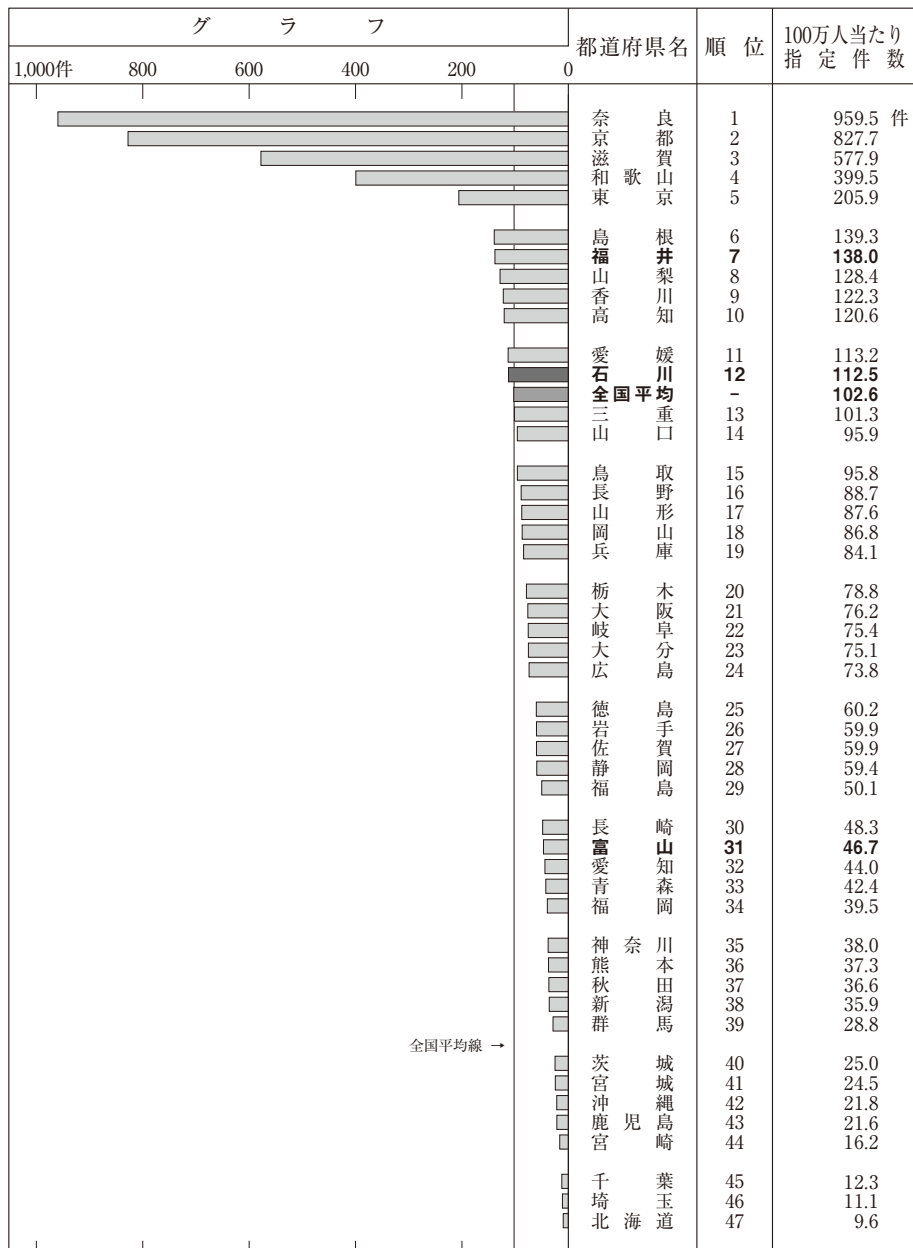 グラフ 都道府県名 順位 100万人当たり指定件数
1,000件 800 600 400 200 0
奈良 1 959.5 件
京都 2 827.7
滋賀 3 577.9
和歌山 4 399.5
東京 5 205.9
島根 6 139.3
福井 7 138.0
山梨 8 128.4
香川 9 122.3
高知 10 120.6
愛媛 11 113.2
石川 12 112.5
全国平均 － 102.6
三重 13 101.3
山口 14 95.9
鳥取 15 95.8
長野 16 88.7
山形 17 87.6
岡山 18 86.8
兵庫 19 84.1
栃木 20 78.8
大阪 21 76.2
岐阜 22 75.4
大分 23 75.1
広島 24 73.8
徳島 25 60.2
岩手 26 59.9
佐賀 27 59.9
静岡 28 59.4
福島 29 50.1
長崎 30 48.3
富山 31 46.7
愛知 32 44.0
青森 33 42.4
福岡 34 39.5
神奈川 35 38.0
熊本 36 37.3
秋田 37 36.6
新潟 38 35.9
群馬 39 28.8
全国平均線 →
茨城 40 25.0
宮城 41 24.5
沖縄 42 21.8
鹿児島 43 21.6
宮崎 44 16.2
千葉 45 12.3
埼玉 46 11.1
北海道 47 9.6